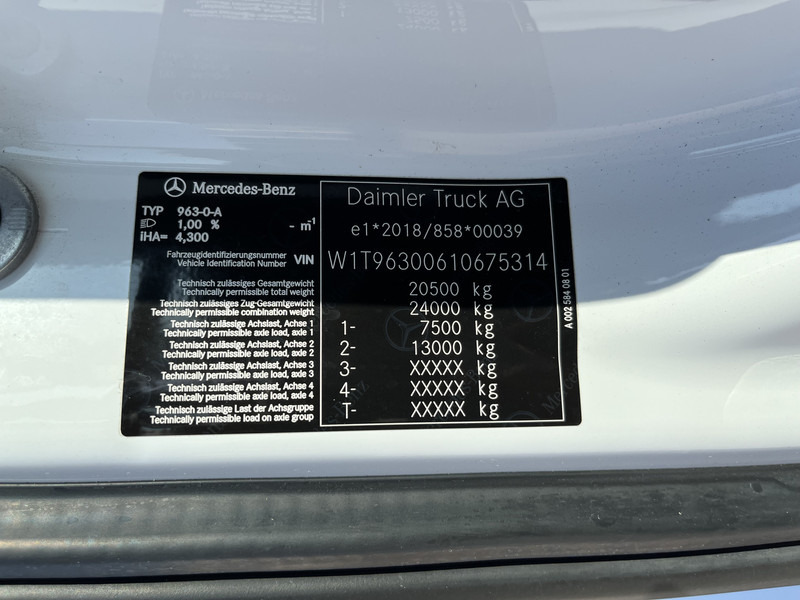 Mercedes-Benz
TYP 963-0-A
1,00 % - m⁻¹
iHA= 4,300
Fahrzeugidentifizierungsnummer
Vehicle Identification Number VIN
Technisch zulässiges Gesamtgewicht
Technically permissible total weight
Technisch zulässiges Zug-Gesamtgewicht
Technically permissible combination weight
Technisch zulässige Achslast, Achse 1
Technically permissible axle load, axle 1
Technisch zulässige Achslast, Achse 2
Technically permissible axle load, axle 2
Technisch zulässige Achslast, Achse 3
Technically permissible axle load, axle 3
Technisch zulässige Achslast, Achse 4
Technically permissible axle load, axle 4
Technisch zulässige Last der Achsgruppe
Technically permissible load on axle group
Daimler Truck AG
e1*2018/858*00039
W1T96300610675314
20500 kg
24000 kg
1- 7500 kg
2- 13000 kg
3- XXXXX kg
4- XXXXX kg
T- XXXXX kg
A 002 584 08 01